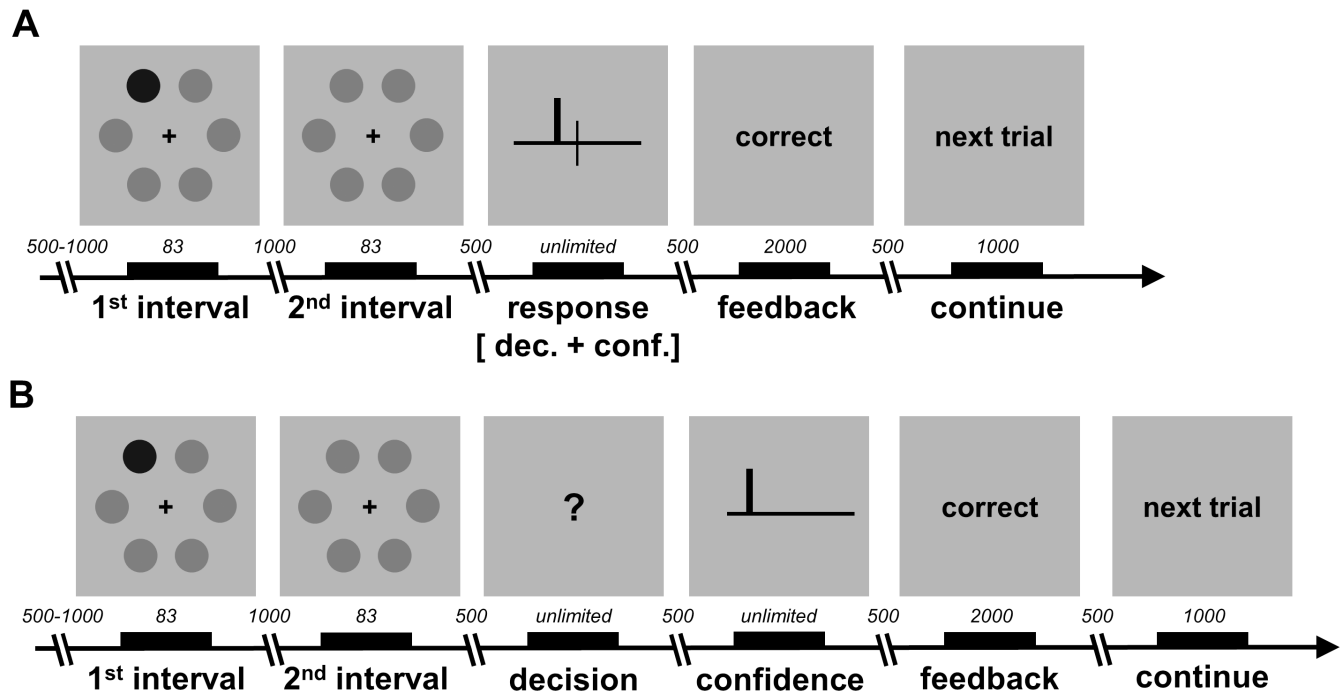 A
+
+
correct
next trial
500-1000 83 1000 83 500 unlimited 500 2000 500 1000
1st interval 2nd interval response feedback continue
[ dec. + conf.]
B
+
+
?
correct
next trial
500-1000 83 1000 83 500 unlimited 500 unlimited 500 2000 500 1000
1st interval 2nd interval decision confidence feedback continue